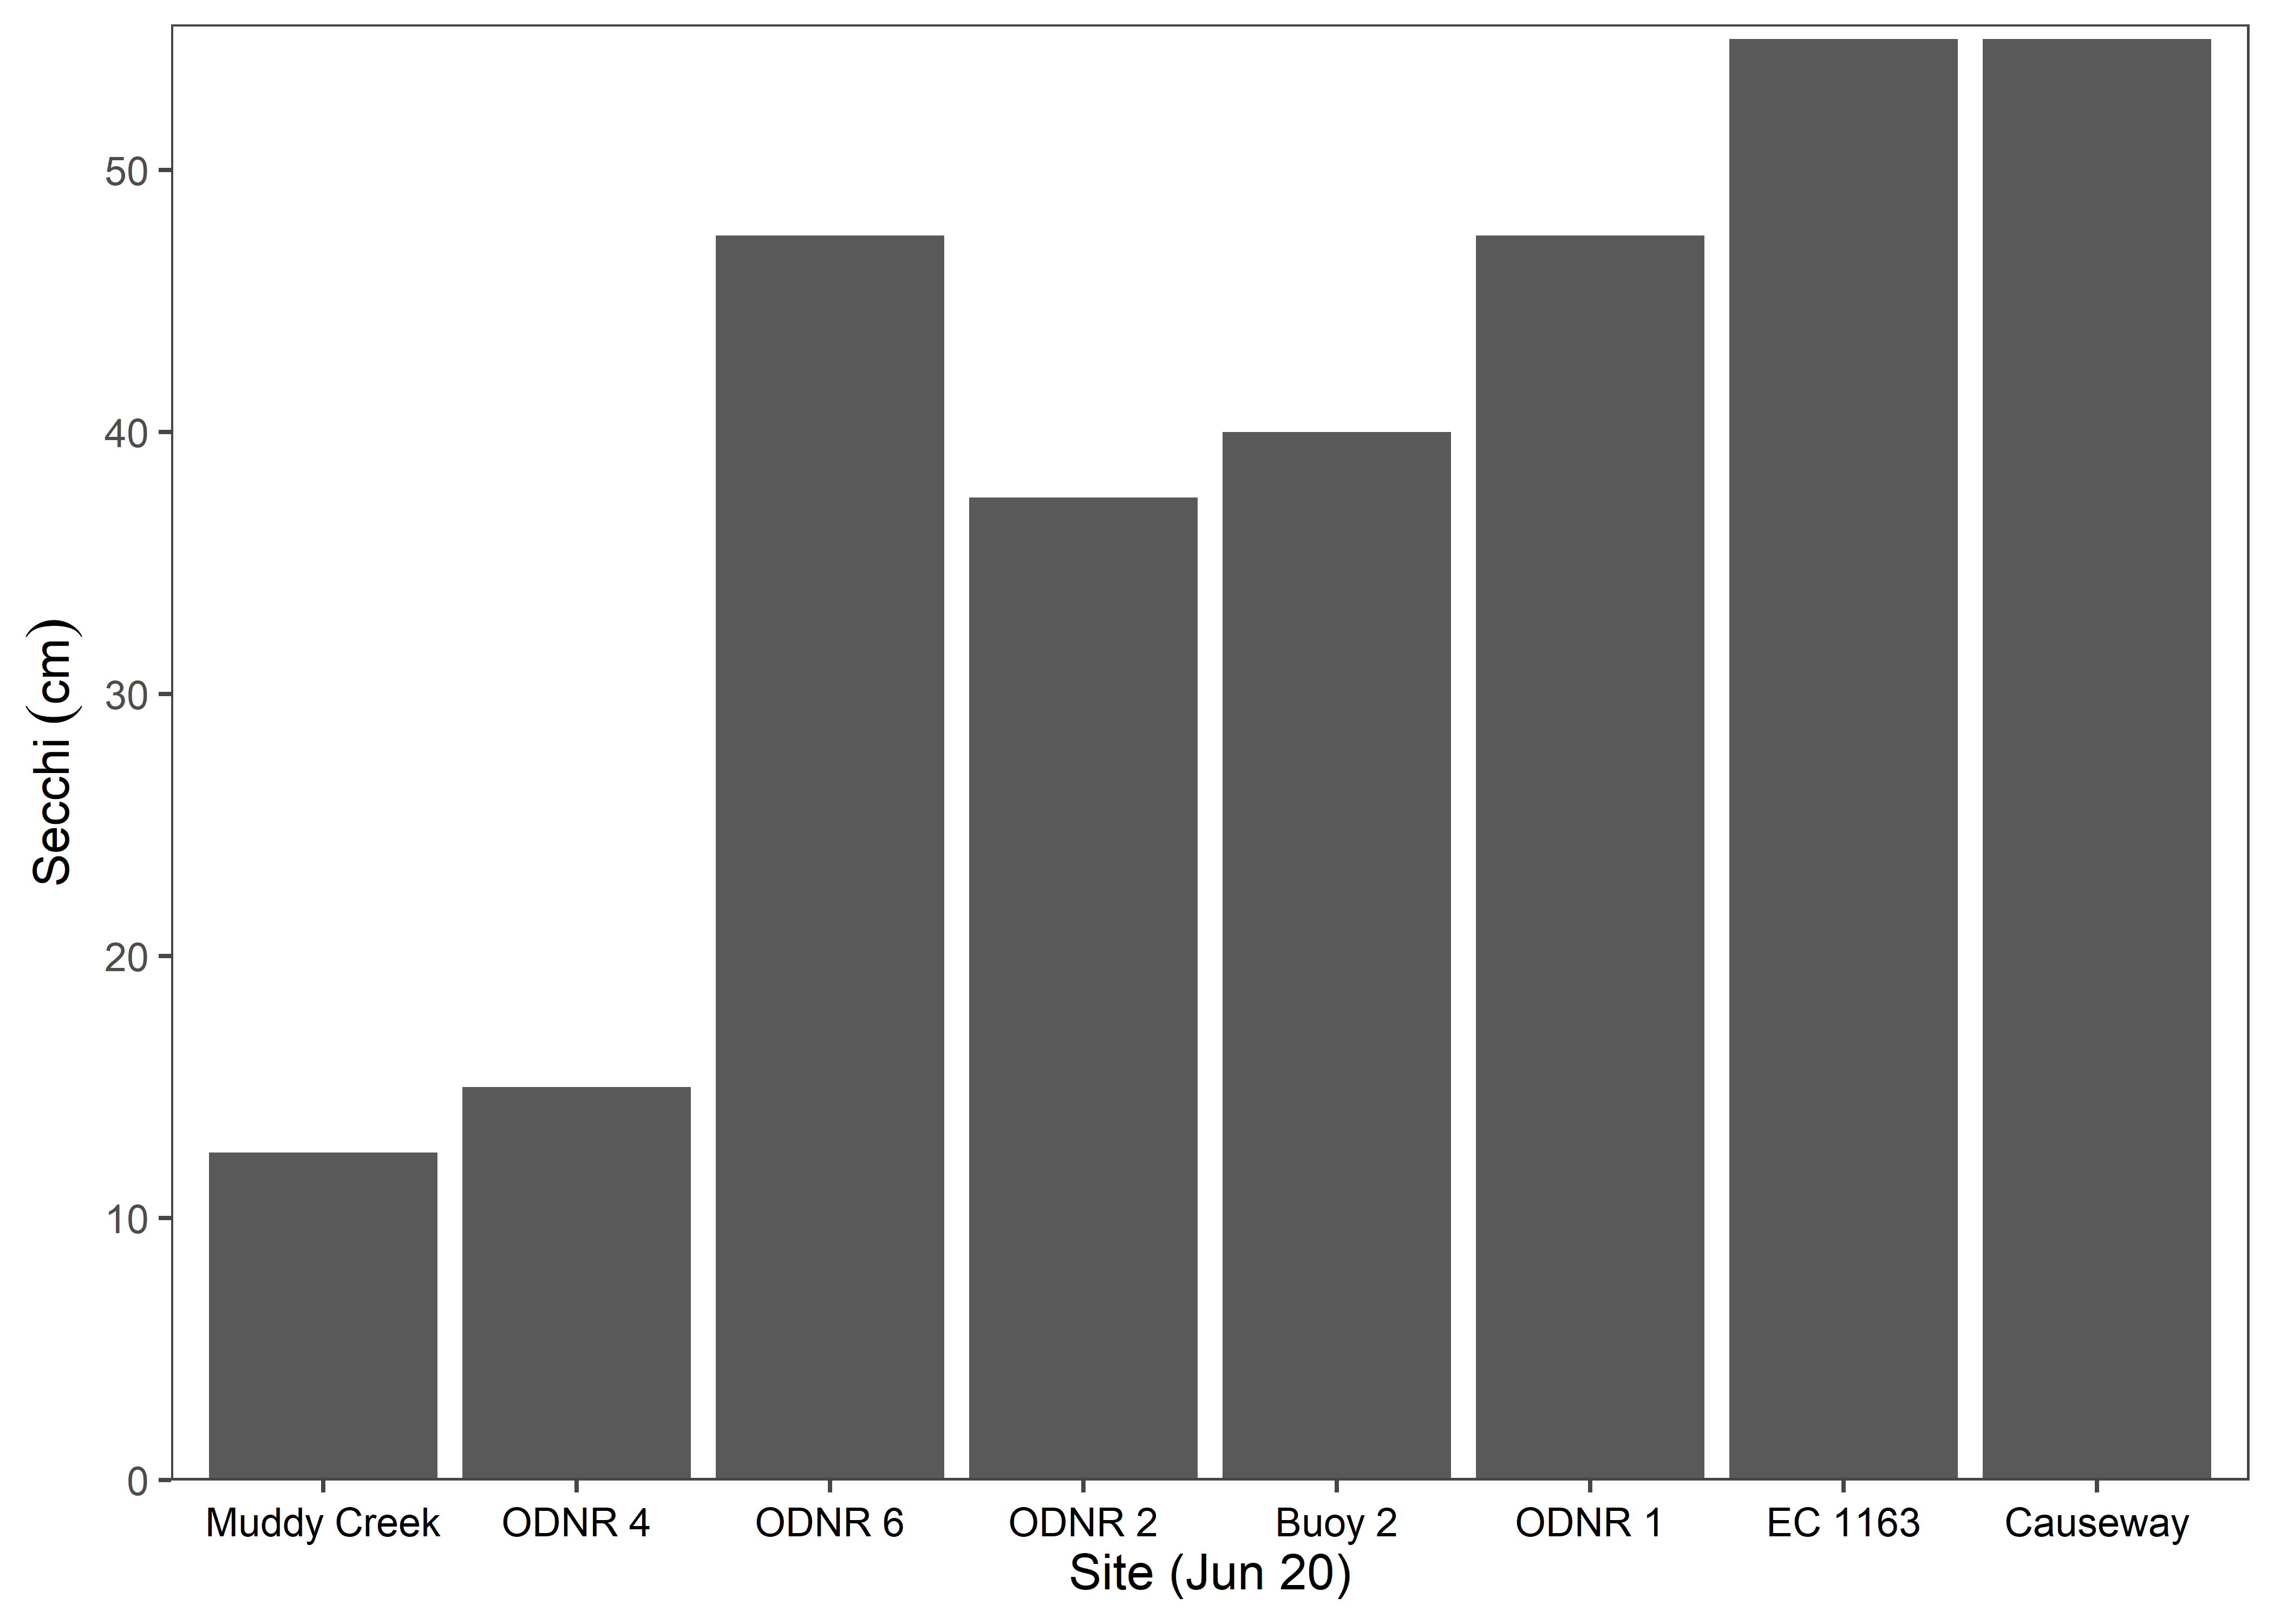 Secchi (cm)
50
40
30
20
10
0
Muddy Creek
ODNR 4
ODNR 6
ODNR 2
Buoy 2
ODNR 1
EC 1163
Causeway
Site (Jun 20)